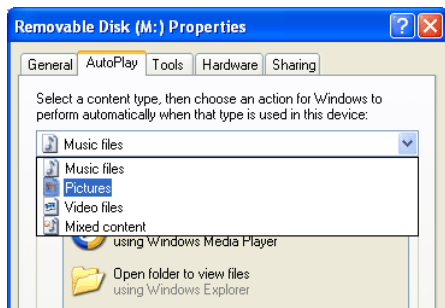 Removable Disk (M:) Properties
General AutoPlay Tools Hardware Sharing
Select a content type, then choose an action for Windows to
perform automatically when that type is used in this device:
Music files
Music files
Pictures
Video files
Mixed content
using Windows Media Player
Open folder to view files
using Windows Explorer